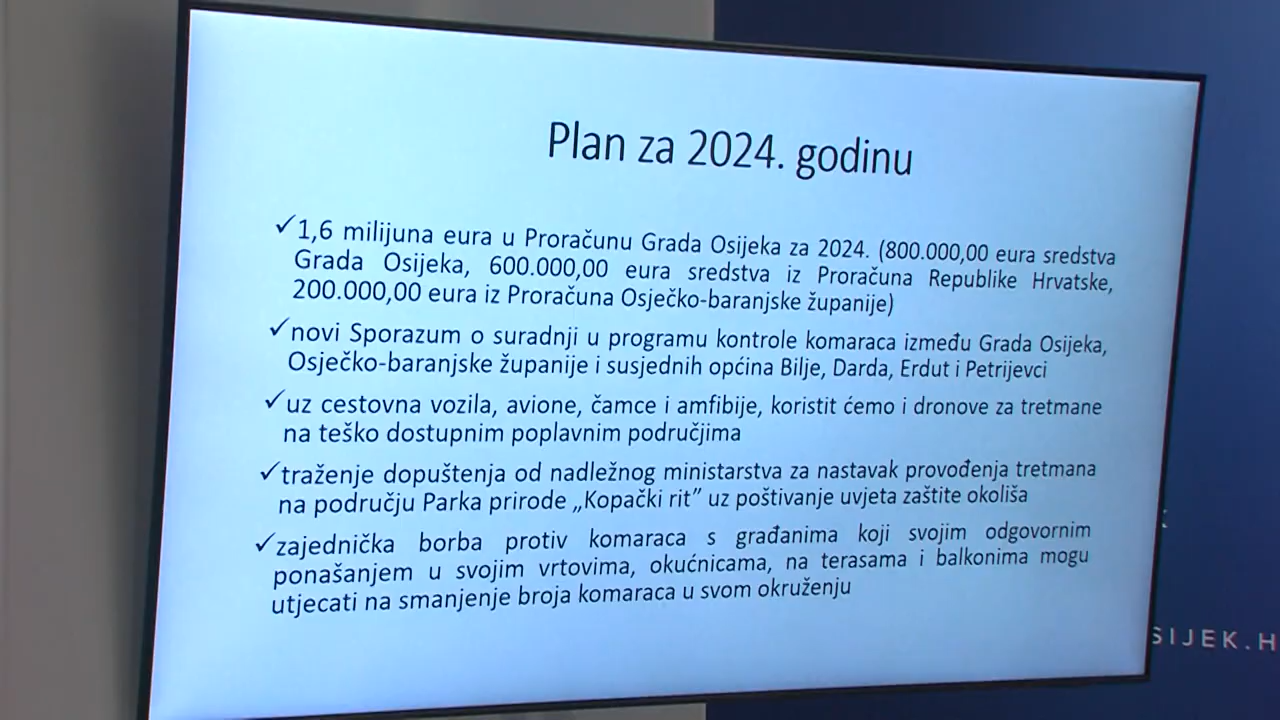 Plan za 2024. godinu
✓1,6 milijuna eura u Proračunu Grada Osijeka za 2024. (800.000,00 eura sredstva
Grada Osijeka, 600.000,00 eura sredstva iz Proračuna Republike Hrvatske,
200.000,00 eura iz Proračuna Osječko-baranjske županije)
✓novi Sporazum o suradnji u programu kontrole komaraca između Grada Osijeka,
Osječko-baranjske županije i susjednih općina Bilje, Darda, Erdut i Petrijevci
✓uz cestovna vozila, avione, čamce i amfibije, koristit ćemo i dronove za tretmane
na teško dostupnim poplavnim područjima
✓traženje dopuštenja od nadležnog ministarstva za nastavak provođenja tretmana
na području Parka prirode „Kopački rit” uz poštivanje uvjeta zaštite okoliša
✓zajednička borba protiv komaraca s građanima koji svojim odgovornim
ponašanjem u svojim vrtovima, okućnicama, na terasama i balkonima mogu
utjecati na smanjenje broja komaraca u svom okruženju
SIJEK.H